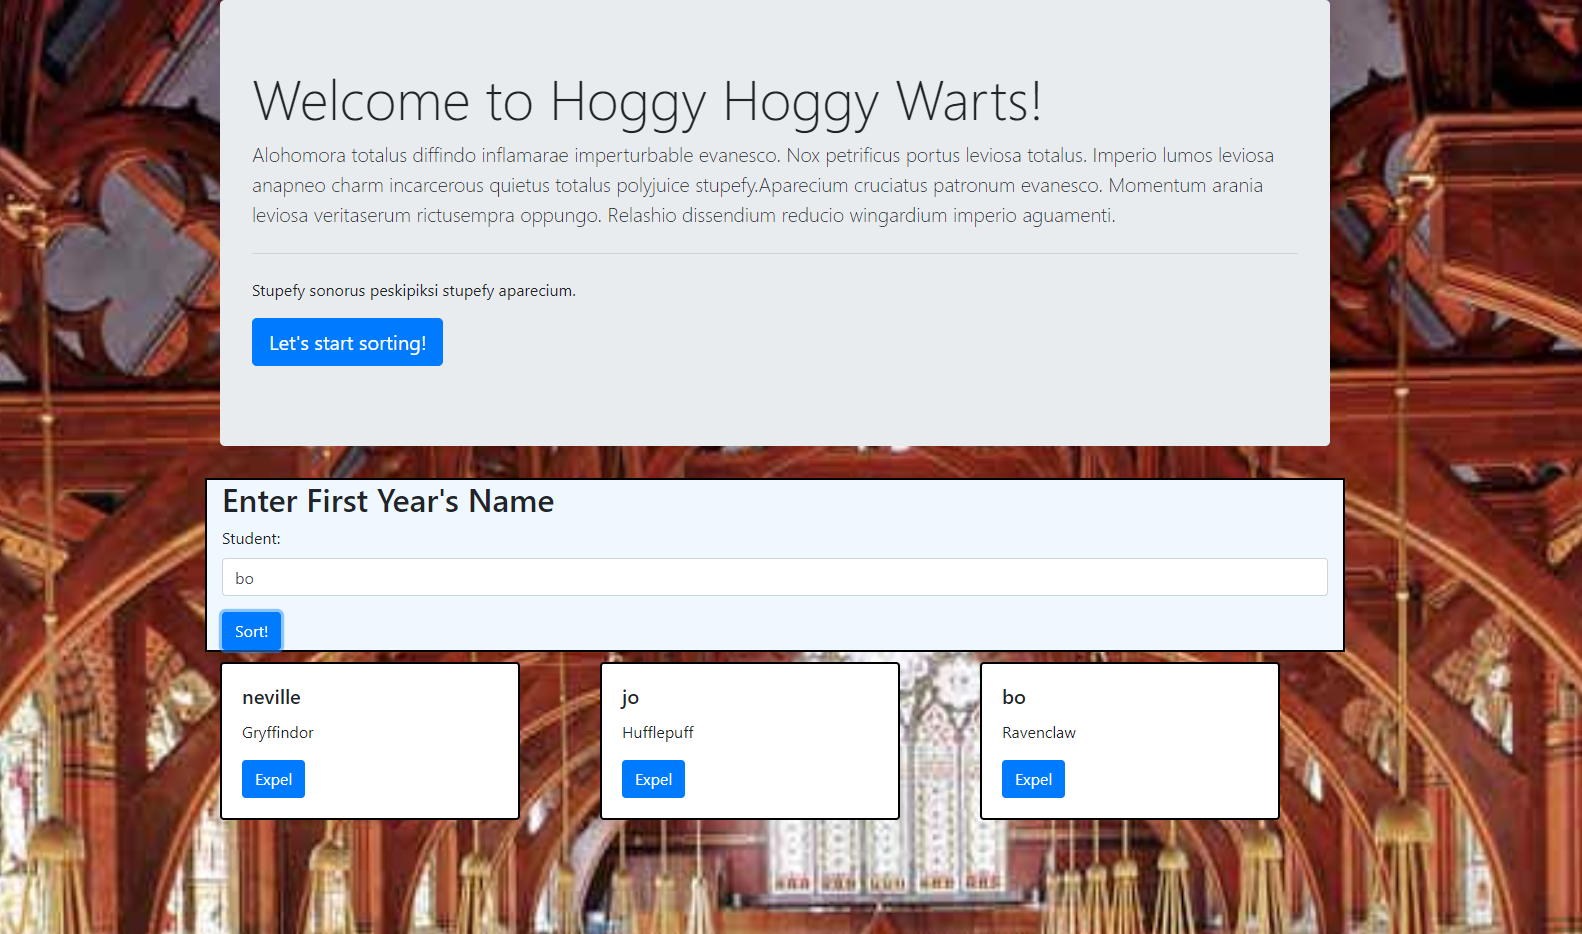 Welcome to Hoggy Hoggy Warts!
Alohomora totalus diffindo inflamarae imperturbable evanesco. Nox petrificus portus leviosa totalus. Imperio lumos leviosa
anapneo charm incarcerous quietus totalus polyjuice stupefy.Aparecium cruciatus patronum evanesco. Momentum arania
leviosa veritaserum rictusempra oppungo. Relashio dissendium reducio wingardium imperio aguamenti.
Stupefy sonorus peskipiksi stupefy aparecium.
Let's start sorting!
Enter First Year's Name
Student:
bo
Sort!
neville
Gryffindor
Expel
jo
Hufflepuff
Expel
bo
Ravenclaw
Expel